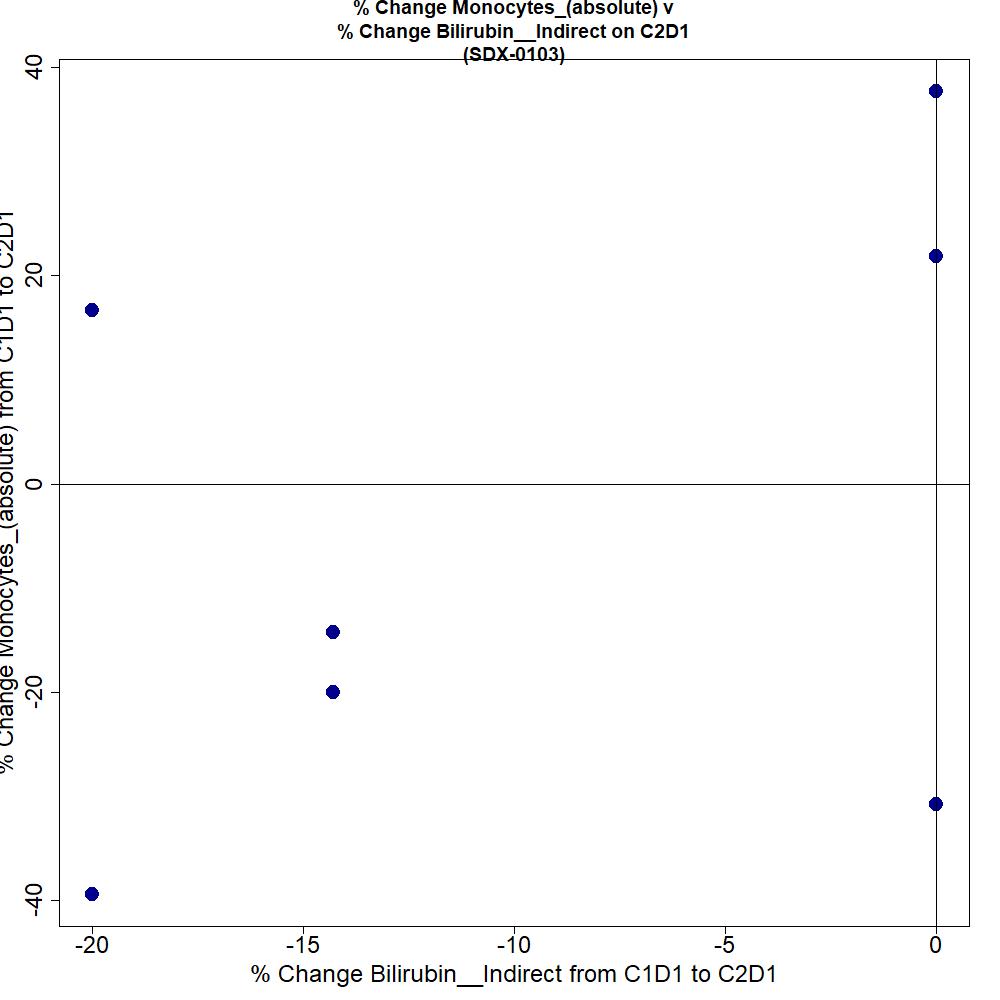 % Change Monocytes_(absolute) v
% Change Bilirubin__Indirect on C2D1
(SDX-0103)
% Change Monocytes_(absolute) from C1D1 to C2D1
40
20
0
-20
-40
-20
-15
-10
-5
0
% Change Bilirubin__Indirect from C1D1 to C2D1